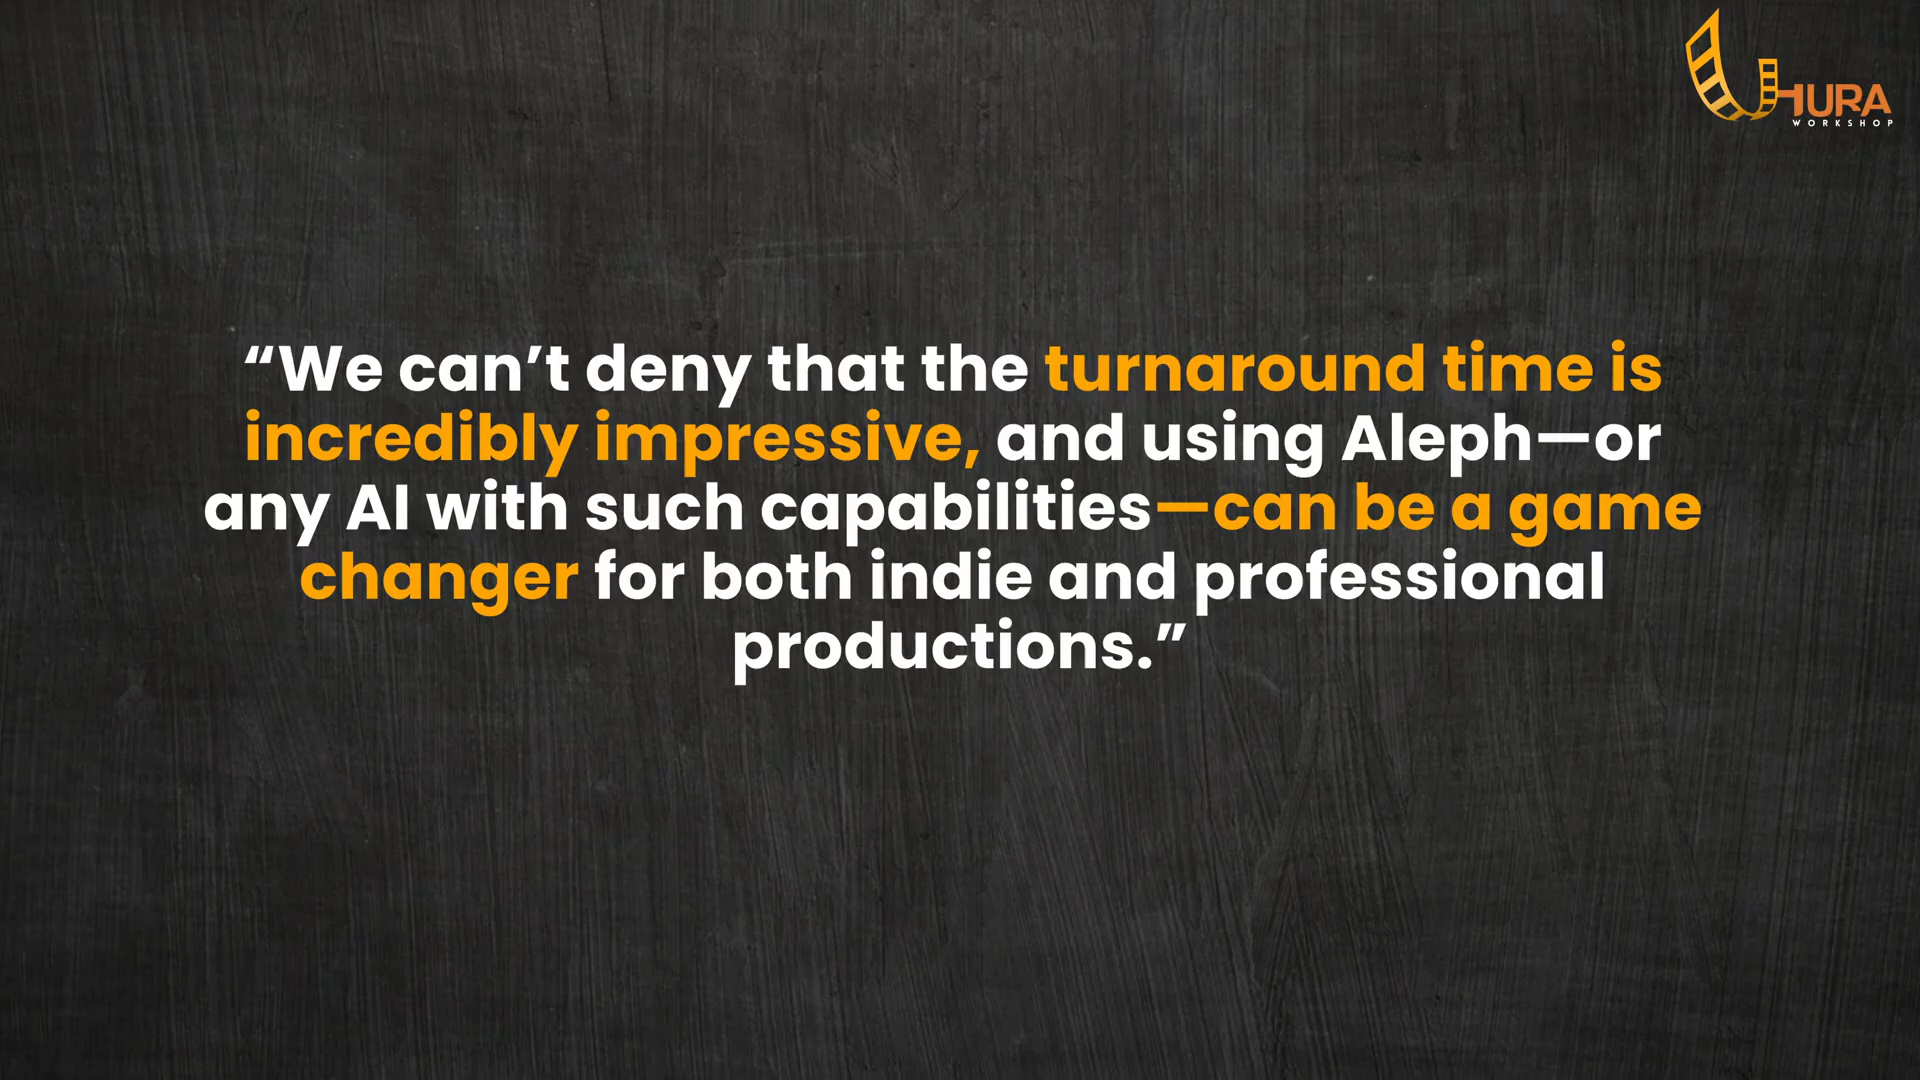 UHURA
WORKSHOP
“We can’t deny that the turnaround time is
incredibly impressive, and using Aleph—or
any AI with such capabilities—can be a game
changer for both indie and professional
productions.”